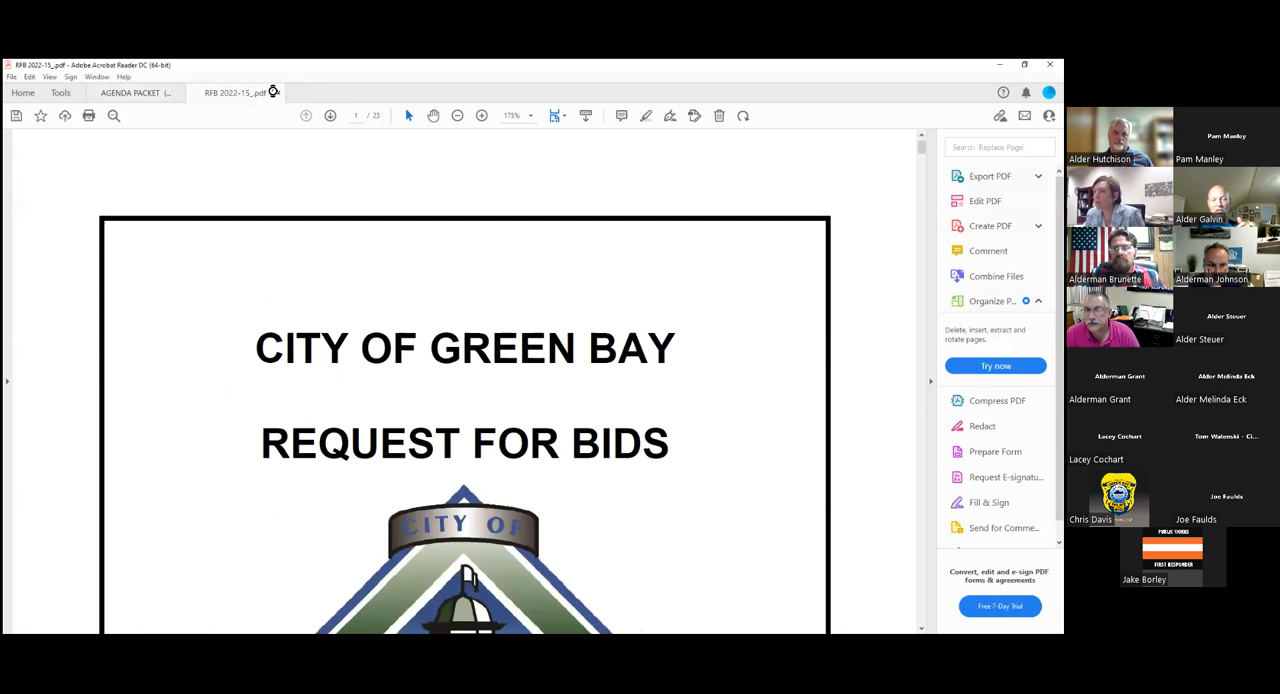 RFB 2022-15_.pdf - Adobe Acrobat Reader DC (64-bit)
File Edit View Sign Window Help
Home Tools AGENDA PACKET (... RFB 2022-15_.pdf
1 / 23 175%
CITY OF GREEN BAY
REQUEST FOR BIDS
CITY OF
Search 'Replace Page'
Export PDF
Edit PDF
Create PDF
Comment
Combine Files
Organize P...
Delete, insert, extract and
rotate pages.
Try now
Compress PDF
Redact
Prepare Form
Request E-signatu...
Fill & Sign
Send for Comme...
Convert, edit and e-sign PDF
forms & agreements
Free 7-Day Trial
Alder Hutchison
Pam Manley
Pam Manley
Alder Galvin
Alderman Brunette
Alderman Johnson
Alder Steuer
Alder Steuer
Alderman Grant
Alderman Grant
Alder Melinda Eck
Alder Melinda Eck
Lacey Cochart
Lacey Cochart
Tom Walenski - Ci...
Chris Davis
Joe Faulds
Joe Faulds
PUBLIC WORKS
FIRST RESPONDER
Jake Borley